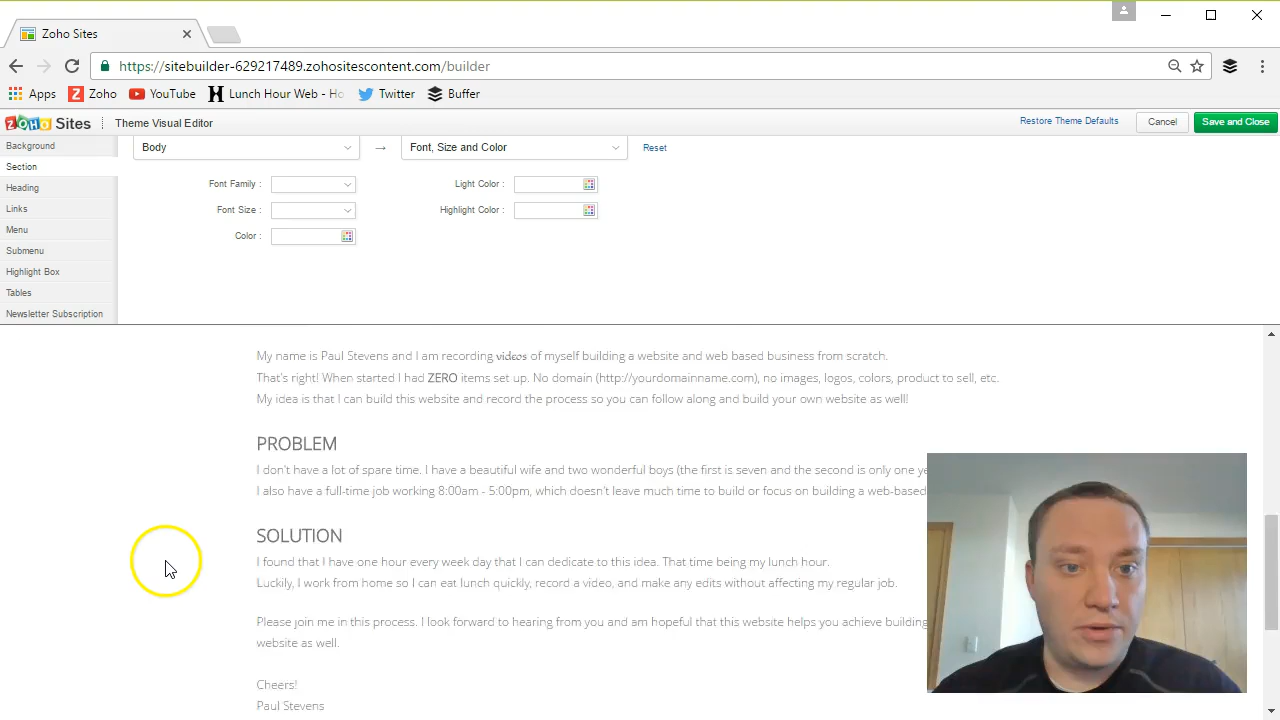 Zoho Sites
https://sitebuilder-629217489.zohositescontent.com/builder
Apps Zoho YouTube Lunch Hour Web - Ho Twitter Buffer
ZOHO Sites Theme Visual Editor Restore Theme Defaults Cancel Save and Close
Background
Section
Heading
Links
Menu
Submenu
Highlight Box
Tables
Newsletter Subscription
Body → Font, Size and Color Reset
Font Family : Light Color :
Font Size : Highlight Color :
Color :
My name is Paul Stevens and I am recording videos of myself building a website and web based business from scratch.
That's right! When started I had ZERO items set up. No domain (http://yourdomainname.com), no images, logos, colors, product to sell, etc.
My idea is that I can build this website and record the process so you can follow along and build your own website as well!
PROBLEM
I don't have a lot of spare time. I have a beautiful wife and two wonderful boys (the first is seven and the second is only one ye
I also have a full-time job working 8:00am - 5:00pm, which doesn't leave much time to build or focus on building a web-based
SOLUTION
I found that I have one hour every week day that I can dedicate to this idea. That time being my lunch hour.
Luckily, I work from home so I can eat lunch quickly, record a video, and make any edits without affecting my regular job.
Please join me in this process. I look forward to hearing from you and am hopeful that this website helps you achieve building
website as well.
Cheers!
Paul Stevens